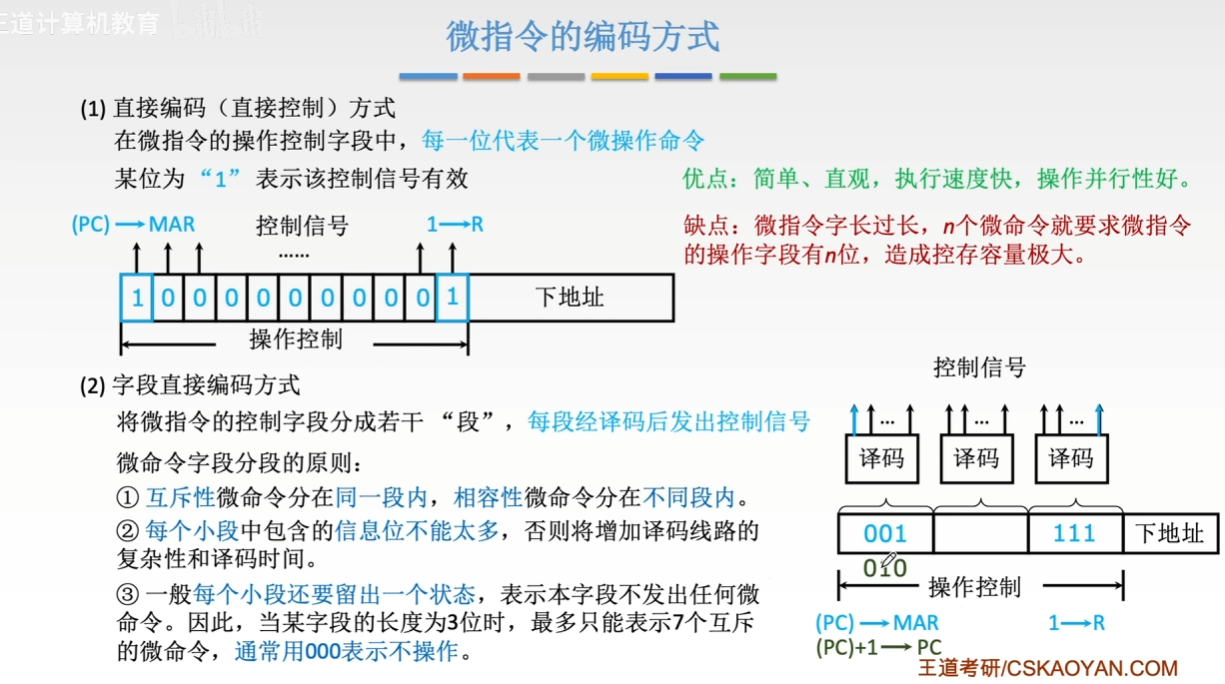 王道计算机教育
微指令的编码方式
(1) 直接编码（直接控制）方式
在微指令的操作控制字段中，每一位代表一个微操作命令
某位为 “1” 表示该控制信号有效
优点：简单、直观，执行速度快，操作并行性好。
缺点：微指令字长过长，n个微命令就要求微指令
的操作字段有n位，造成控存容量极大。
(PC) → MAR 控制信号 1→R
……
1 0 0 0 0 0 0 0 0 0 1 下地址
操作控制
(2) 字段直接编码方式
将微指令的控制字段分成若干 “段”，每段经译码后发出控制信号
微命令字段分段的原则：
① 互斥性微命令分在同一段内，相容性微命令分在不同段内。
② 每个小段中包含的信息位不能太多，否则将增加译码线路的
复杂性和译码时间。
③ 一般每个小段还要留出一个状态，表示本字段不发出任何微
命令。因此，当某字段的长度为3位时，最多只能表示7个互斥
的微命令，通常用000表示不操作。
控制信号
... ... ...
译码 译码 译码
001 111 下地址
010
操作控制
(PC) → MAR 1→R
(PC)+1→ PC
王道考研/CSKAOYAN.COM